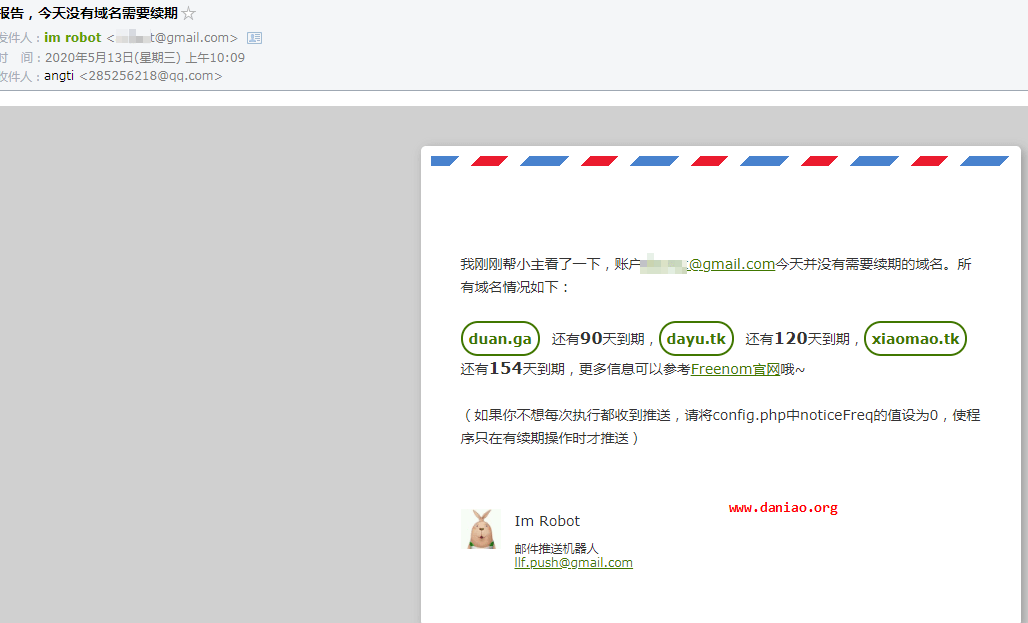 报告，今天没有域名需要续期
发件人：im robot <t@gmail.com>
时 间：2020年5月13日(星期三) 上午10:09
收件人：angti <285256218@qq.com>
我刚刚帮小主看了一下，账户@gmail.com今天并没有需要续期的域名。所
有域名情况如下：
duan.ga 还有90天到期，dayu.tk 还有120天到期，xiaomao.tk
还有154天到期，更多信息可以参考Freenom官网哦~
（如果你不想每次执行都收到推送，请将config.php中noticeFreq的值设为0，使程
序只在有续期操作时才推送）
www.daniao.org
Im Robot
邮件推送机器人
llf.push@gmail.com